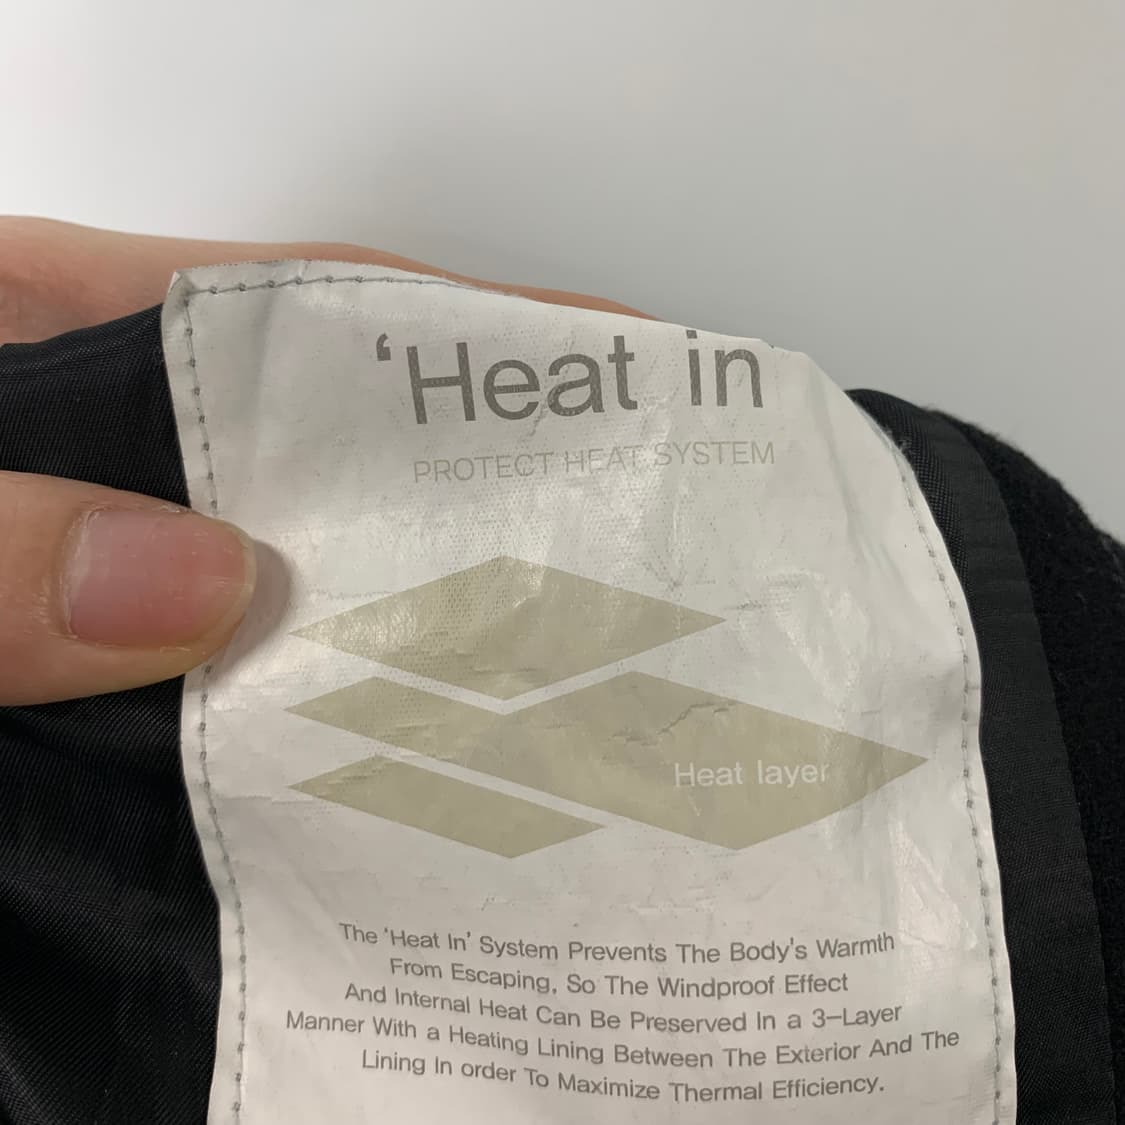 ‘Heat in
PROTECT HEAT SYSTEM
Heat layer
The ‘Heat In’ System Prevents The Body's Warmth
From Escaping, So The Windproof Effect
And Internal Heat Can Be Preserved In a 3-Layer
Manner With a Heating Lining Between The Exterior And The
Lining In order To Maximize Thermal Efficiency.